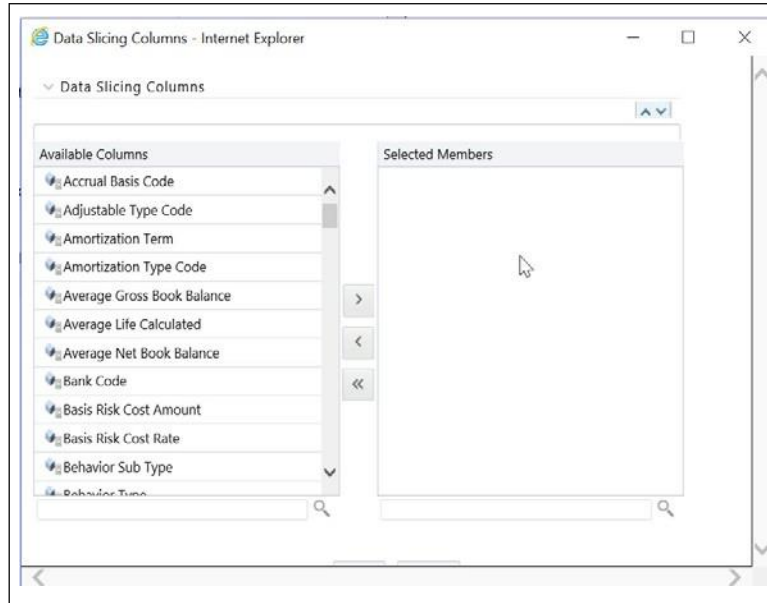 Data Slicing Columns - Internet Explorer
Data Slicing Columns
Available Columns
Accrual Basis Code
Adjustable Type Code
Amortization Term
Amortization Type Code
Average Gross Book Balance
Average Life Calculated
Average Net Book Balance
Bank Code
Basis Risk Cost Amount
Basis Risk Cost Rate
Behavior Sub Type
Behavior Type
Selected Members